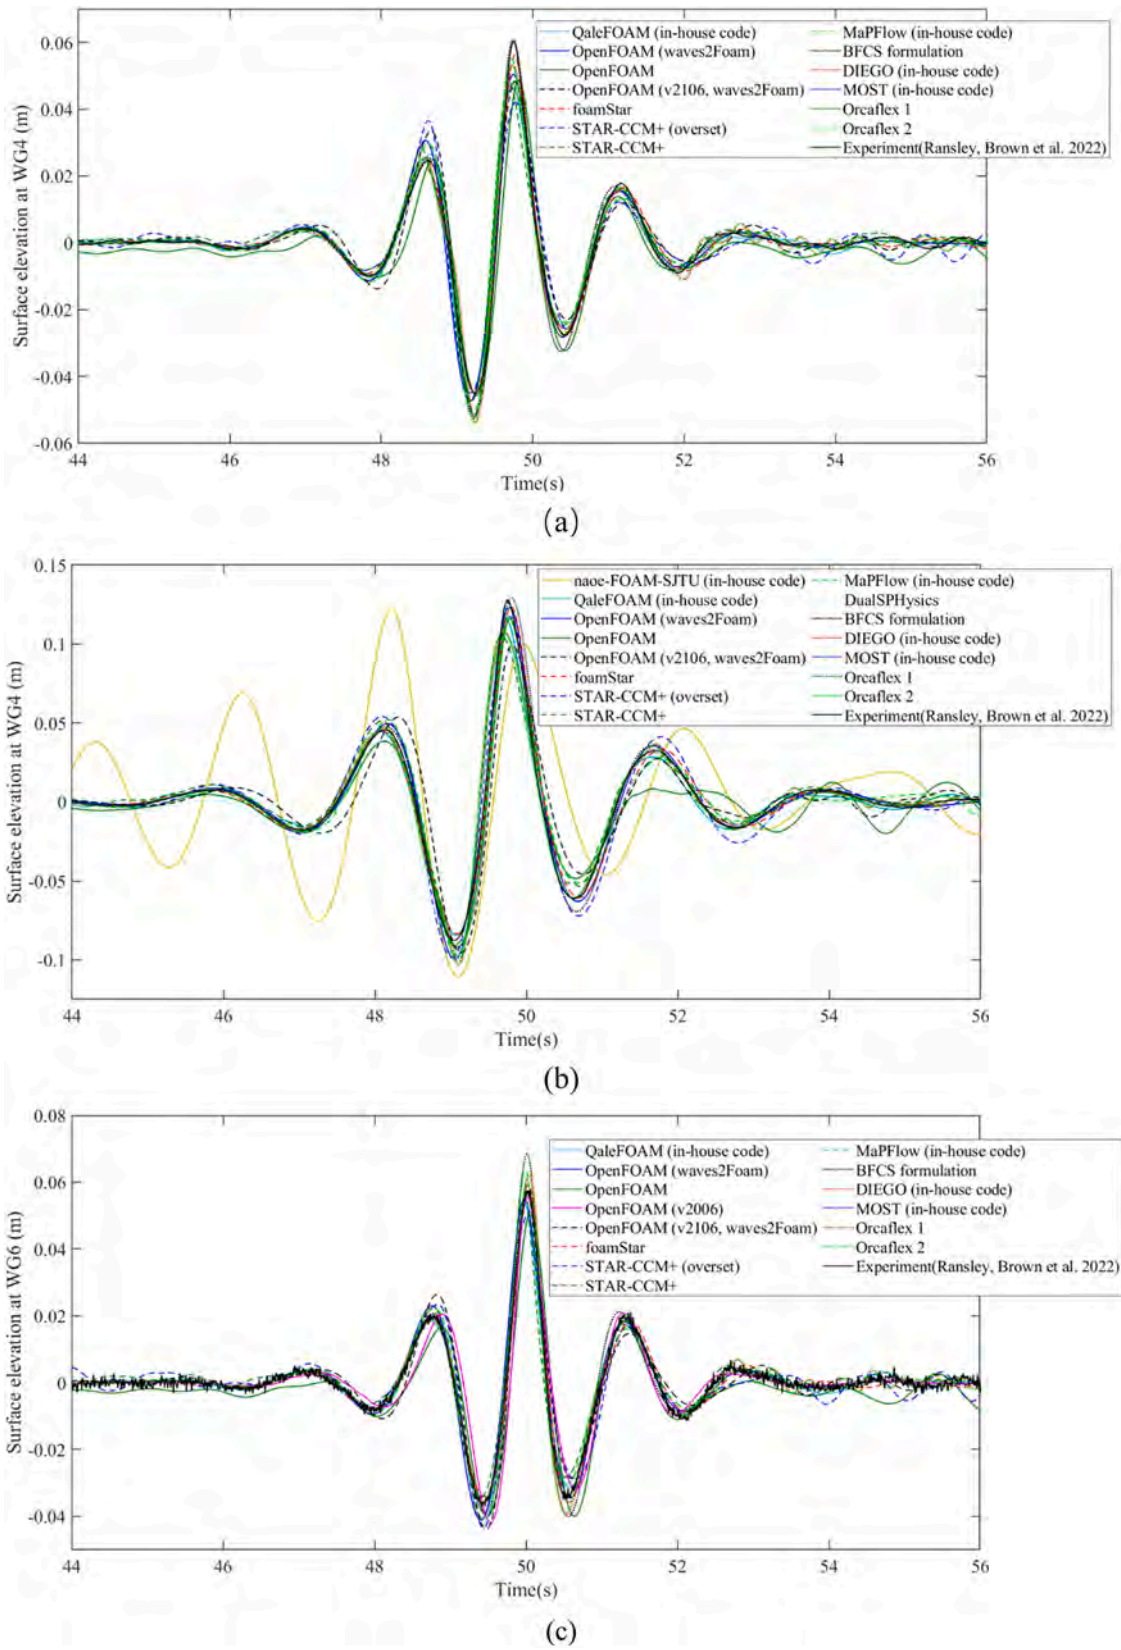 0.06
0.04
0.02
0
-0.02
-0.04
-0.06
Surface elevation at WG4 (m)
QaleFOAM (in-house code)
OpenFOAM (waves2Foam)
OpenFOAM
OpenFOAM (v2106, waves2Foam)
foamStar
STAR-CCM+ (overset)
STAR-CCM+
MaPFlow (in-house code)
BFCS formulation
DIEGO (in-house code)
MOST (in-house code)
Orcaflex 1
Orcaflex 2
Experiment(Ransley, Brown et al. 2022)
44 46 48 50 52 54 56
Time(s)
(a)
0.15
0.1
0.05
0
-0.05
-0.1
Surface elevation at WG4 (m)
naoe-FOAM-SJTU (in-house code)
QaleFOAM (in-house code)
OpenFOAM (waves2Foam)
OpenFOAM
OpenFOAM (v2106, waves2Foam)
foamStar
STAR-CCM+ (overset)
STAR-CCM+
MaPFlow (in-house code)
DualSPHysics
BFCS formulation
DIEGO (in-house code)
MOST (in-house code)
Orcaflex 1
Orcaflex 2
Experiment(Ransley, Brown et al. 2022)
44 46 48 50 52 54 56
Time(s)
(b)
0.08
0.06
0.04
0.02
0
-0.02
-0.04
Surface elevation at WG6 (m)
QaleFOAM (in-house code)
OpenFOAM (waves2Foam)
OpenFOAM
OpenFOAM (v2006)
OpenFOAM (v2106, waves2Foam)
foamStar
STAR-CCM+ (overset)
STAR-CCM+
MaPFlow (in-house code)
BFCS formulation
DIEGO (in-house code)
MOST (in-house code)
Orcaflex 1
Orcaflex 2
Experiment(Ransley, Brown et al. 2022)
44 46 48 50 52 54 56
Time(s)
(c)